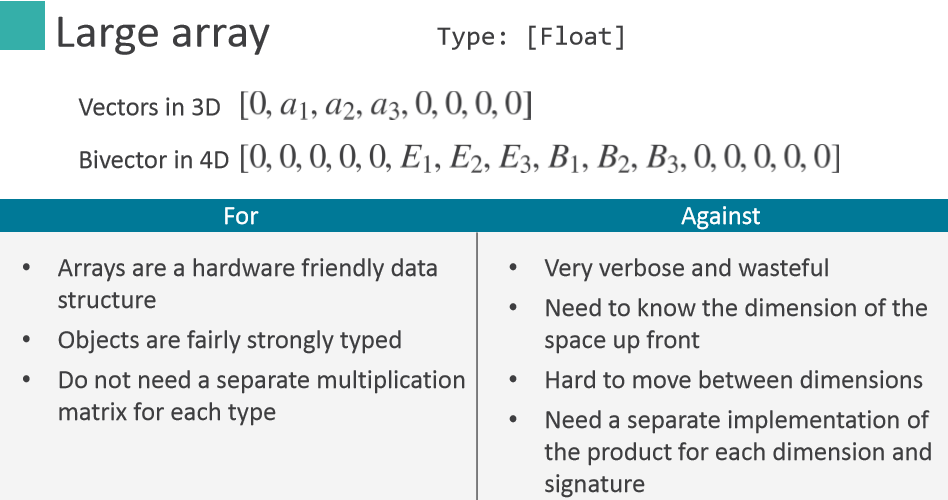 Large array
Type: [Float]
Vectors in 3D [0, a₁, a₂, a₃, 0, 0, 0, 0]
Bivector in 4D [0, 0, 0, 0, 0, E₁, E₂, E₃, B₁, B₂, B₃, 0, 0, 0, 0, 0]
For
• Arrays are a hardware friendly data
structure
• Objects are fairly strongly typed
• Do not need a separate multiplication
matrix for each type
Against
• Very verbose and wasteful
• Need to know the dimension of the
space up front
• Hard to move between dimensions
• Need a separate implementation of
the product for each dimension and
signature